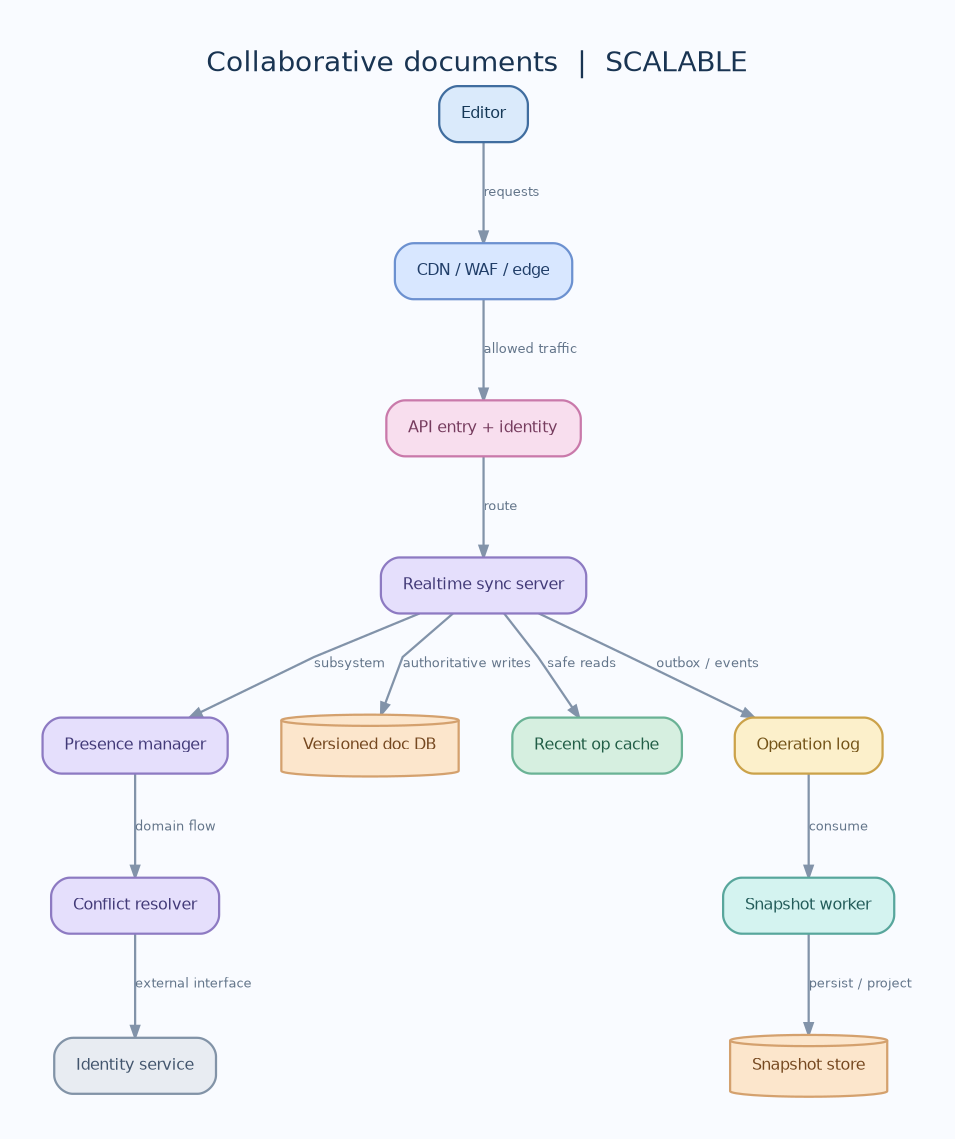 Collaborative documents | SCALABLE
Editor
requests
CDN / WAF / edge
allowed traffic
API entry + identity
route
Realtime sync server
subsystem
authoritative writes
safe reads
outbox / events
Presence manager
Versioned doc DB
Recent op cache
Operation log
domain flow
consume
Conflict resolver
Snapshot worker
external interface
persist / project
Identity service
Snapshot store